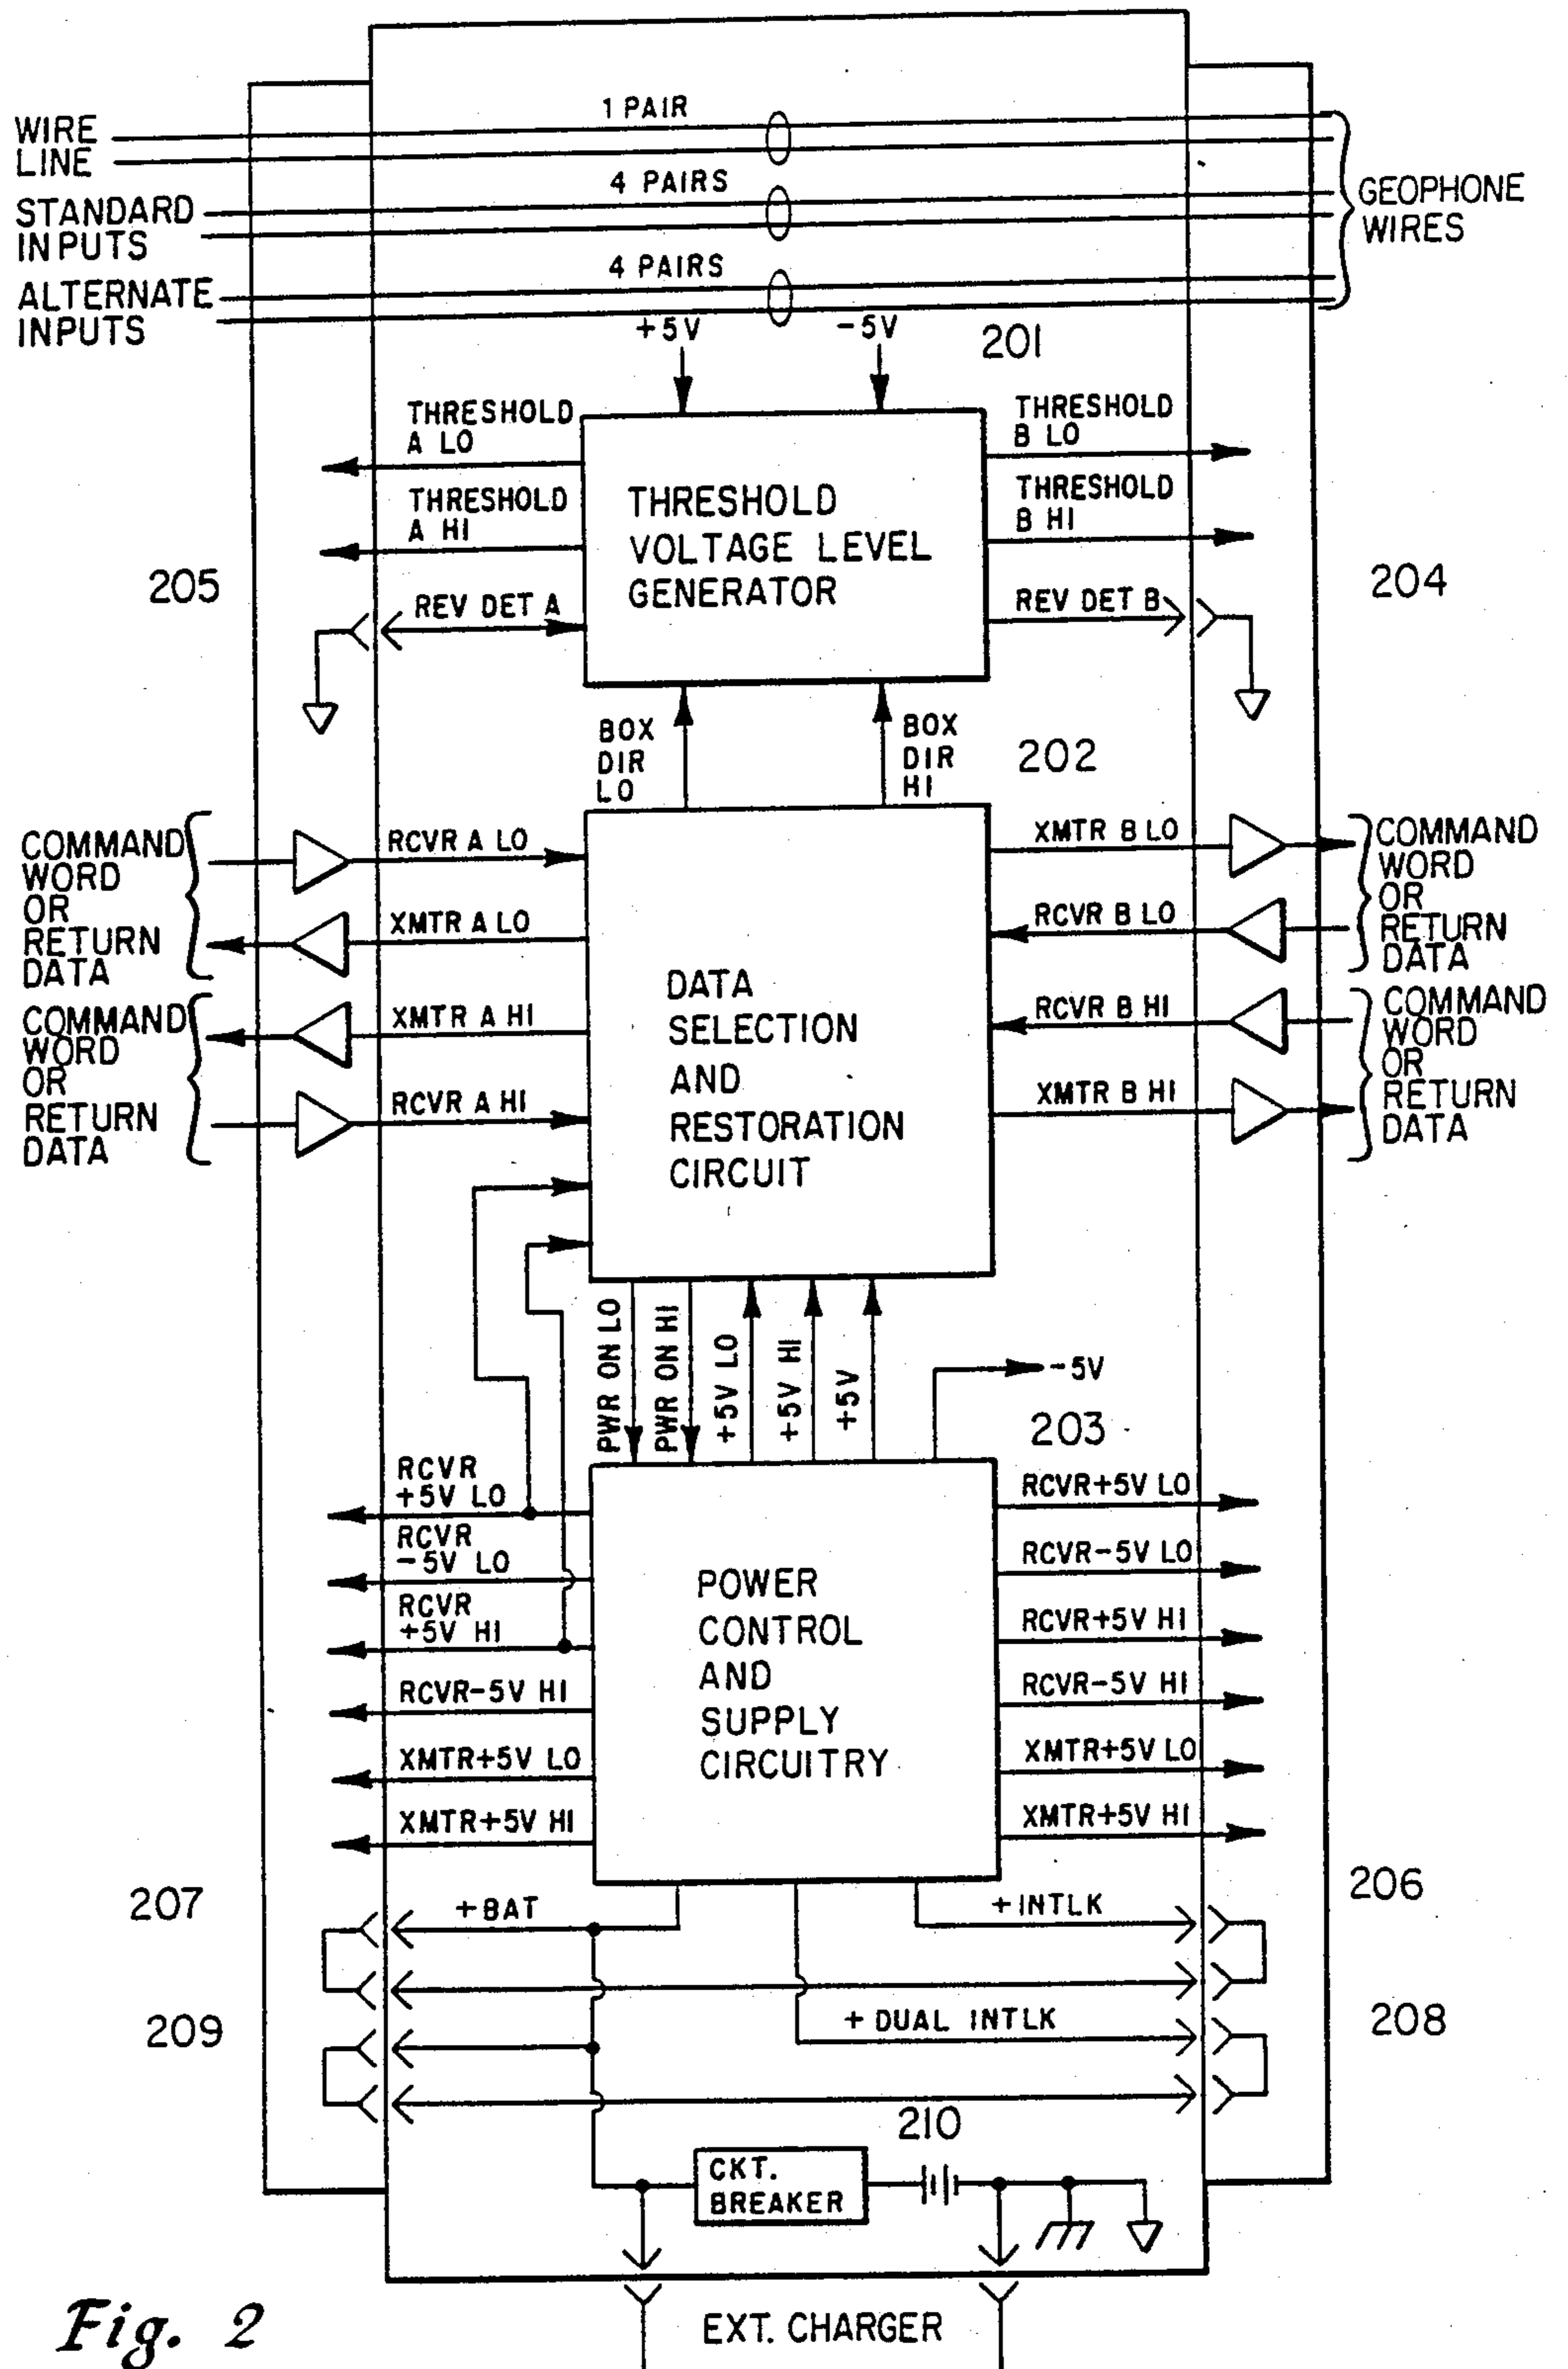 1 PAIR
WIRE
LINE
4 PAIRS
STANDARD
INPUTS
GEOPHONE
WIRES
4 PAIRS
ALTERNATE
INPUTS
+5V
-5V
201
THRESHOLD
A LO
THRESHOLD
A HI
REV DET A
THRESHOLD
VOLTAGE LEVEL
GENERATOR
THRESHOLD
B LO
THRESHOLD
B HI
REV DET B
205
204
BOX
DIR
LO
BOX
DIR
HI
202
COMMAND
WORD
OR
RETURN
DATA
COMMAND
WORD
OR
RETURN
DATA
RCVR A LO
XMTR A LO
XMTR A HI
RCVR A HI
DATA
SELECTION
AND
RESTORATION
CIRCUIT
XMTR B LO
RCVR B LO
RCVR B HI
XMTR B HI
COMMAND
WORD
OR
RETURN
DATA
COMMAND
WORD
OR
RETURN
DATA
PWR ON LO
PWR ON HI
+5V LO
+5V HI
+5V
-5V
203
RCVR
+5V LO
RCVR
-5V LO
RCVR
+5V HI
RCVR-5V HI
XMTR+5V LO
XMTR+5V HI
POWER
CONTROL
AND
SUPPLY
CIRCUITRY
RCVR+5V LO
RCVR-5V LO
RCVR+5V HI
RCVR-5V HI
XMTR+5V LO
XMTR+5V HI
207
+BAT
+INTLK
206
209
+ DUAL INTLK
208
210
CKT.
BREAKER
EXT. CHARGER
Fig. 2